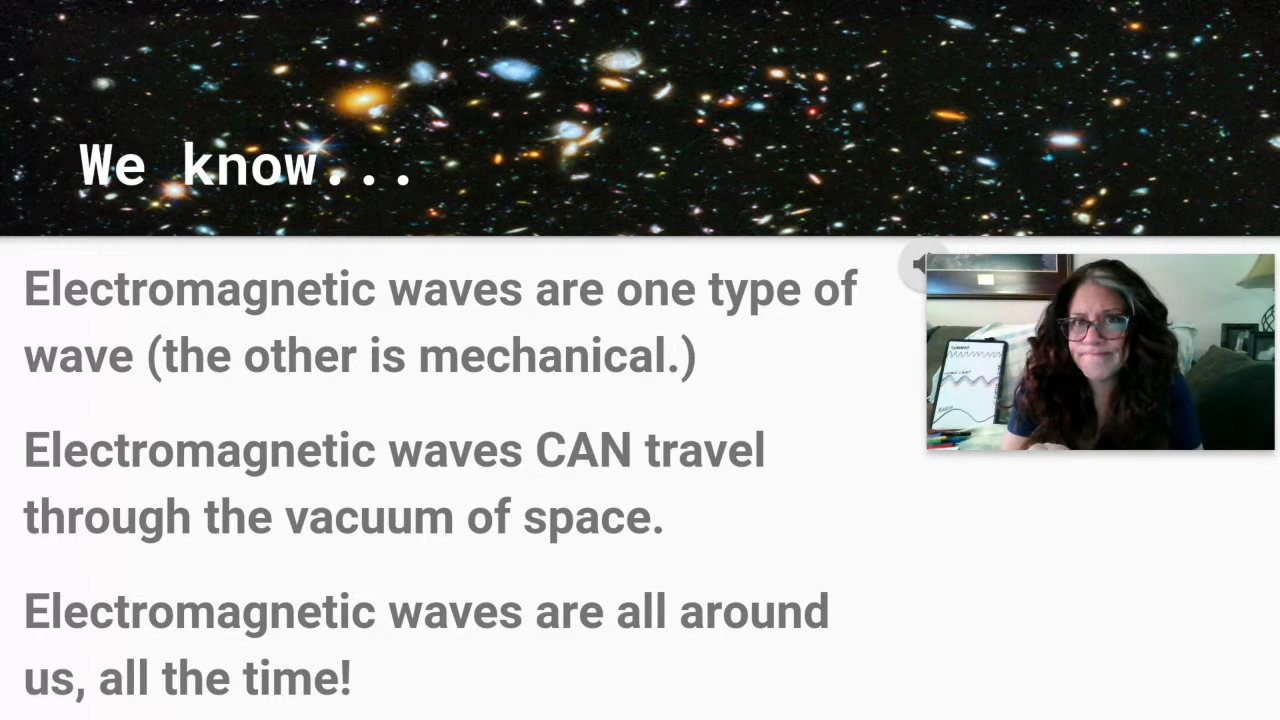 We know...
Electromagnetic waves are one type of
wave (the other is mechanical.)
Electromagnetic waves CAN travel
through the vacuum of space.
Electromagnetic waves are all around
us, all the time!